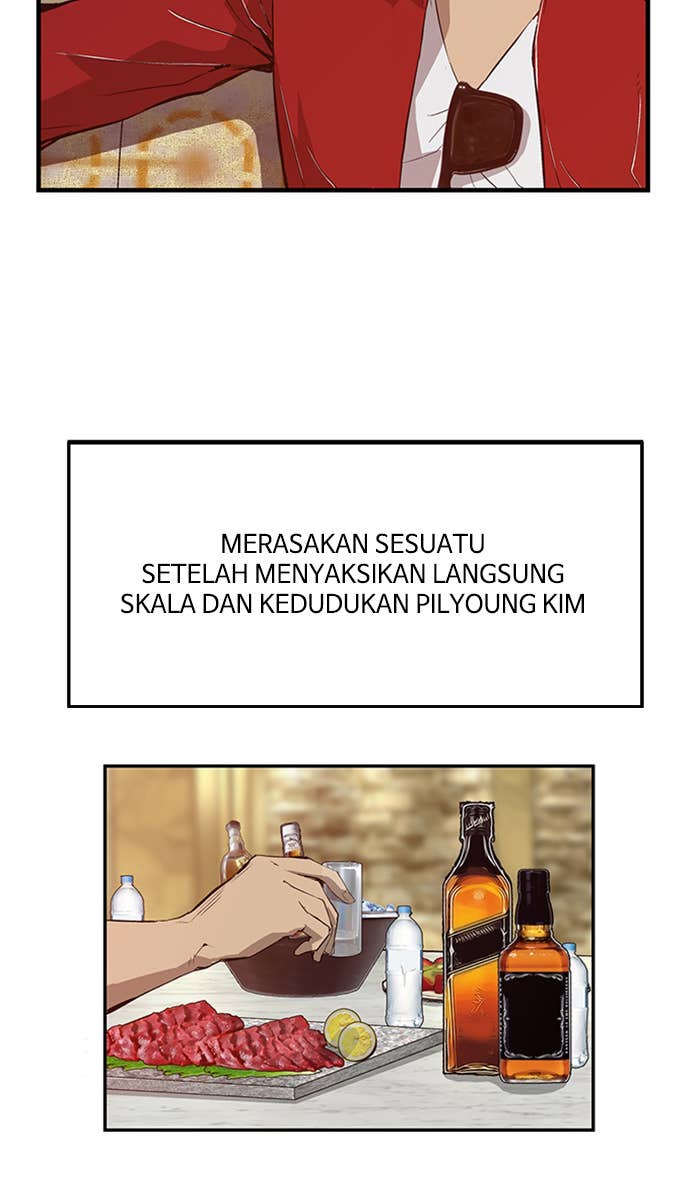 MERASAKAN SESUATU
SETELAH MENYAKSIKAN LANGSUNG
SKALA DAN KEDUDUKAN PILYOUNG KIM